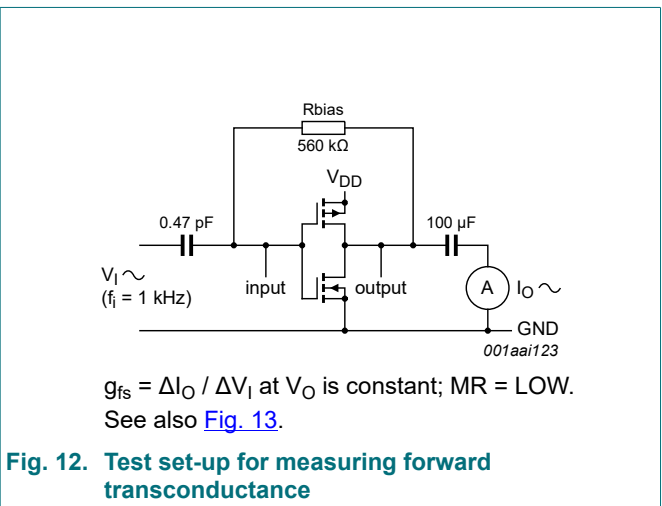 Rbias
560 kΩ
VDD
0.47 pF
100 µF
VI
(fi = 1 kHz)
input
output
A
IO
GND
001aai123
gfs = ΔIO / ΔVI at VO is constant; MR = LOW.
See also Fig. 13.
Fig. 12. Test set-up for measuring forward
transconductance